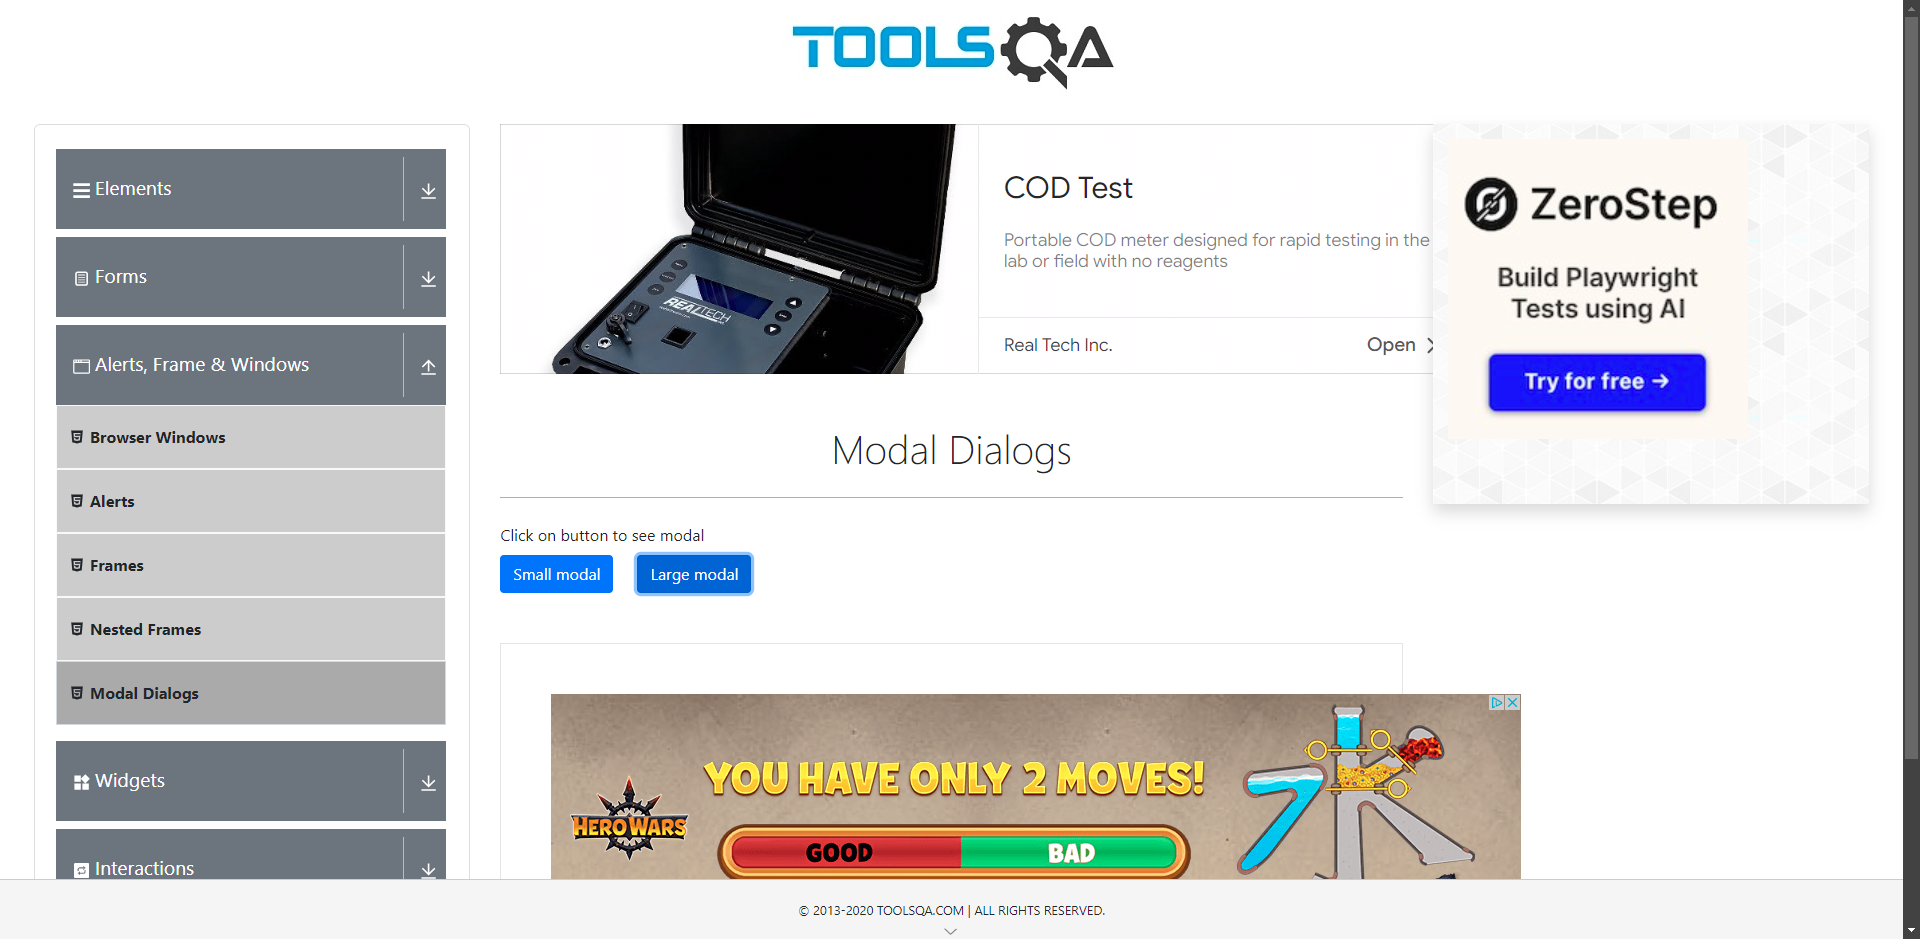 TOOLSQA
Elements
Forms
Alerts, Frame & Windows
Browser Windows
Alerts
Frames
Nested Frames
Modal Dialogs
Widgets
Interactions
REALTECH
COD Test
Portable COD meter designed for rapid testing in the
lab or field with no reagents
Real Tech Inc.
Open
ZeroStep
Build Playwright
Tests using AI
Try for free →
Modal Dialogs
Click on button to see modal
Small modal
Large modal
YOU HAVE ONLY 2 MOVES!
HERO WARS
GOOD
BAD
© 2013-2020 TOOLSQA.COM | ALL RIGHTS RESERVED.